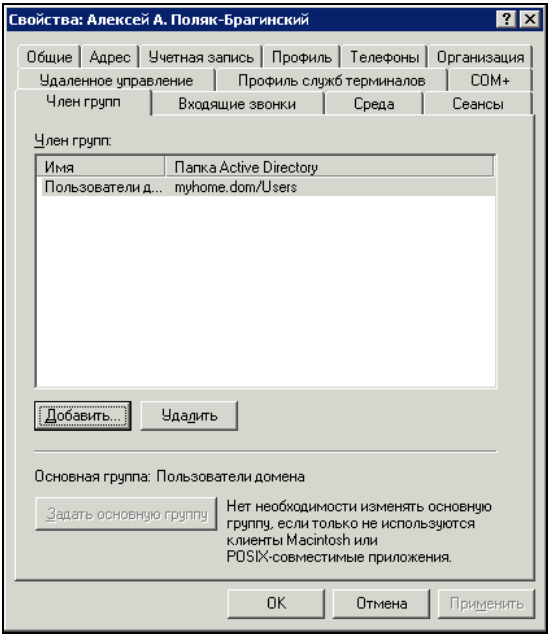 Свойства: Алексей А. Поляк-Брагинский
Общие Адрес Учетная запись Профиль Телефоны Организация
Удаленное управление Профиль служб терминалов COM+
Член групп Входящие звонки Среда Сеансы
Член групп:
Имя Папка Active Directory
Пользователи д... myhome.dom/Users
Добавить... Удалить
Основная группа: Пользователи домена
Задать основную группу
Нет необходимости изменять основную
группу, если только не используются
клиенты Macintosh или
POSIX-совместимые приложения.
OK Отмена Применить